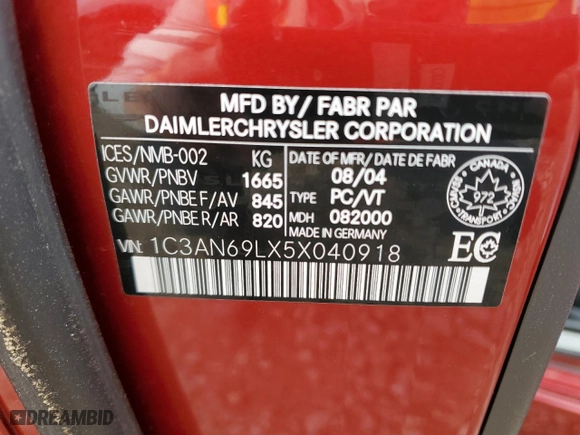 MFD BY/ FABR PAR
DAIMLERCHRYSLER CORPORATION
ICES/NMB-002 KG
GVWR/PNBV 1665
GAWR/PNBE F/AV 845
GAWR/PNBE R/AR 820
DATE OF MFR/ DATE DE FABR
08/04
TYPE PC/VT
MDH 082000
MADE IN GERMANY
CANADA
972
TRANSPORT
EC
VIN: 1C3AN69LX5X040918
DREAMBID